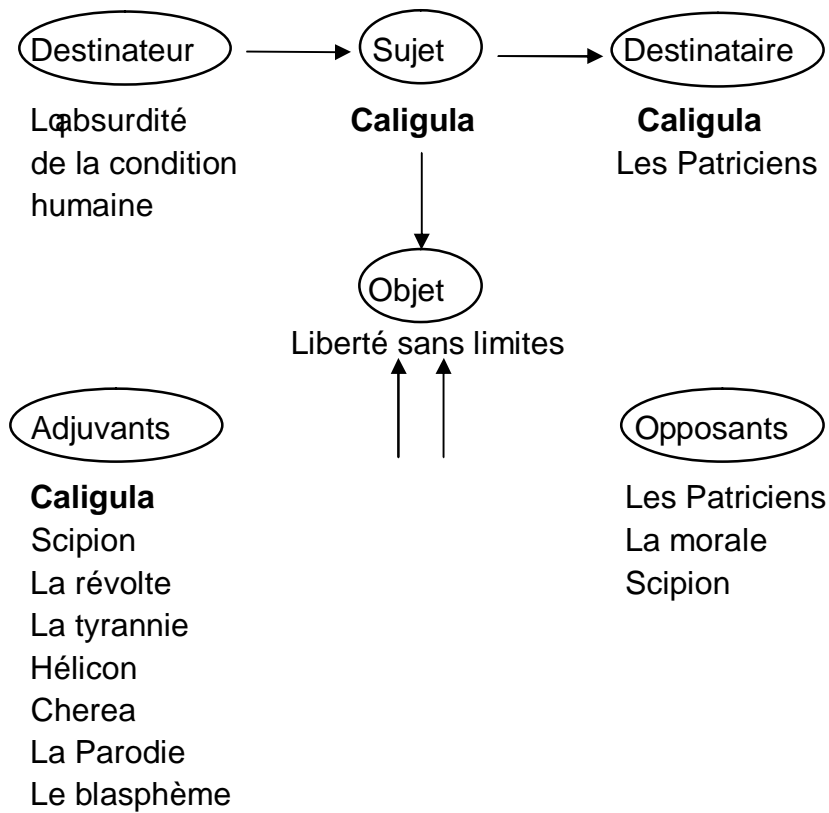 Destinateur
Sujet
Destinataire
Lqabsurdité
de la condition
humaine
Caligula
Caligula
Les Patriciens
Objet
Liberté sans limites
Adjuvants
Opposants
Caligula
Scipion
La révolte
La tyrannie
Hélicon
Cherea
La Parodie
Le blasphème
Les Patriciens
La morale
Scipion